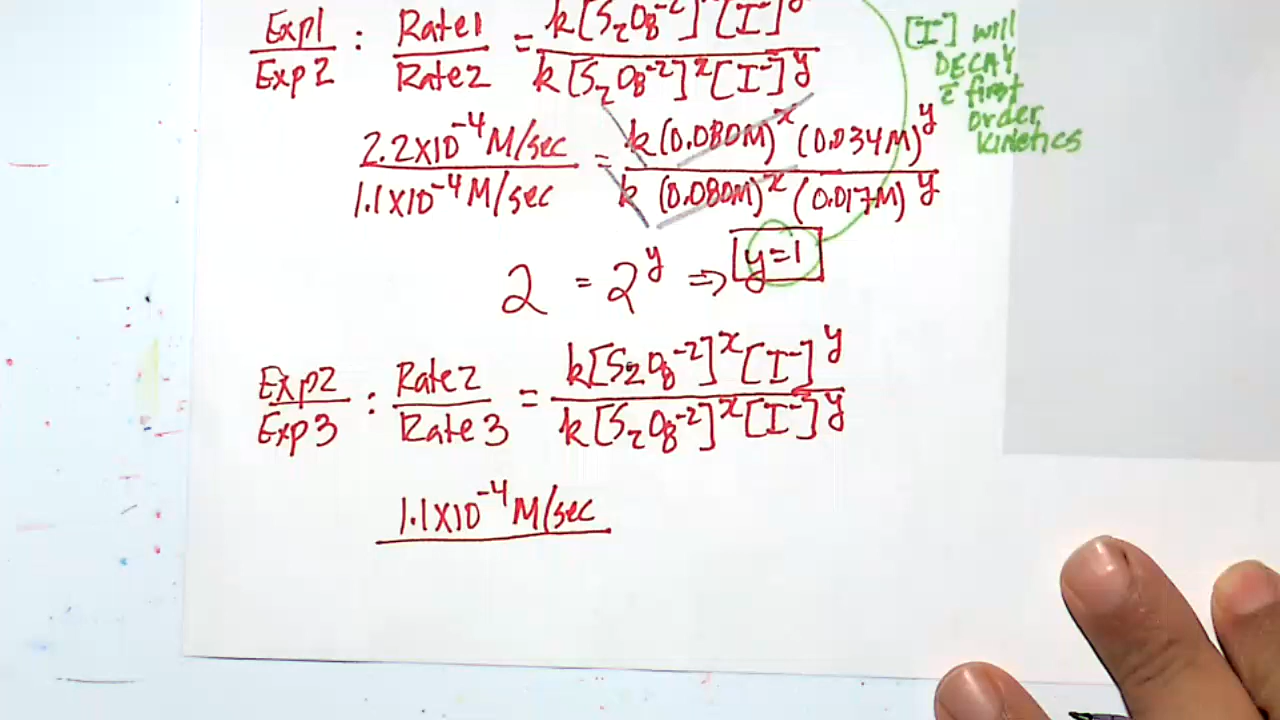 Exp1/Exp2 : Rate1/Rate2 = k[S₂O₈⁻²]ˣ[I⁻]ʸ / k[S₂O₈⁻²]ˣ[I⁻]ʸ
2.2x10⁻⁴ M/sec / 1.1x10⁻⁴ M/sec = k(0.080M)ˣ(0.034M)ʸ / k(0.080M)ˣ(0.017M)ʸ
2 = 2ʸ ⇒ y=1
Exp2/Exp3 : Rate2/Rate3 = k[S₂O₈⁻²]ˣ[I⁻]ʸ / k[S₂O₈⁻²]ˣ[I⁻]ʸ
1.1x10⁻⁴ M/sec
[I⁻] will
DECAY
c̄ first
order
kinetics